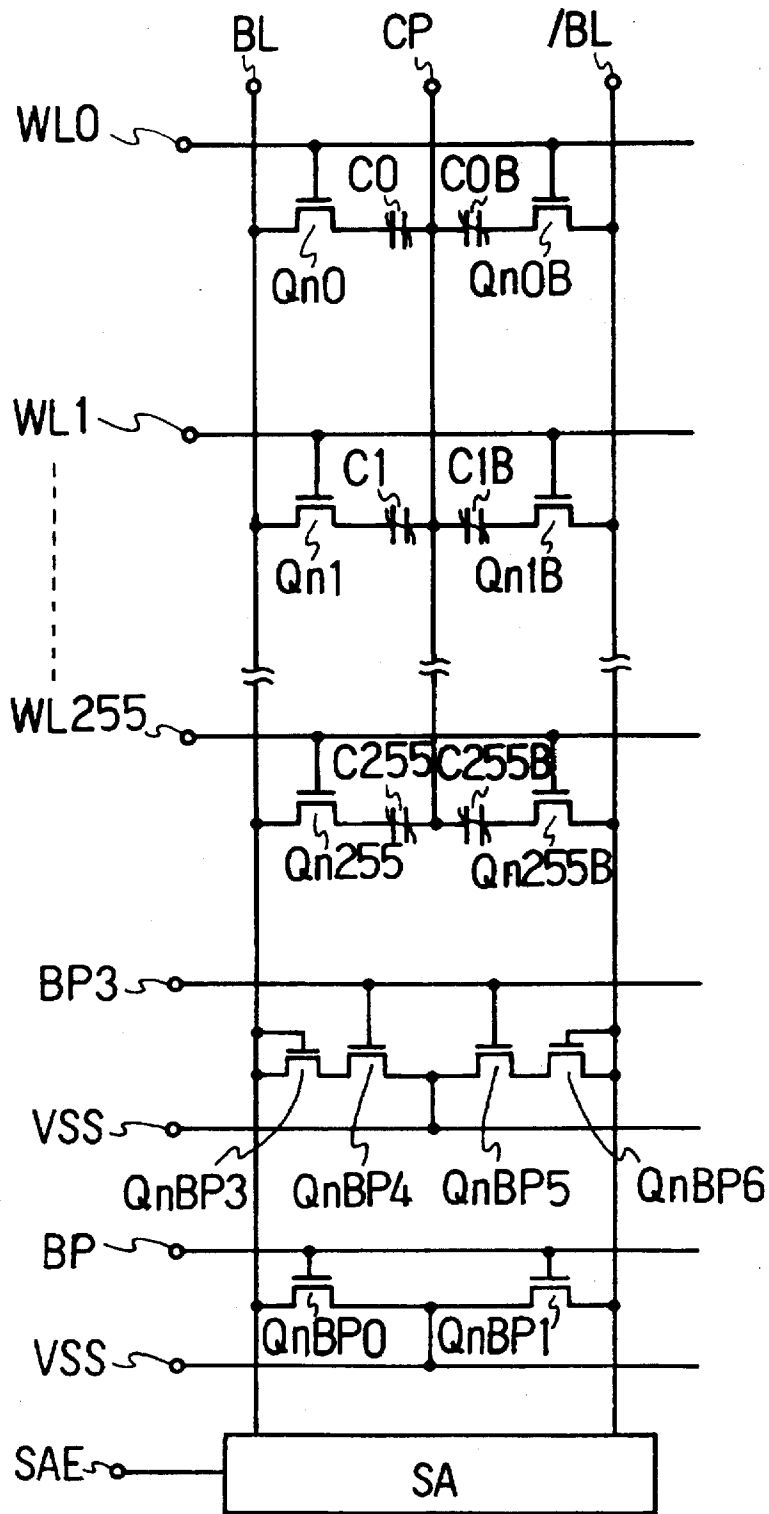 BL CP /BL
WL0
C0 C0B
Qn0 Qn0B
WL1
C1 C1B
Qn1 Qn1B
WL255
C255 C255B
Qn255 Qn255B
BP3
VSS
QnBP3 QnBP4 QnBP5 QnBP6
BP
QnBP0 QnBP1
VSS
SAE SA